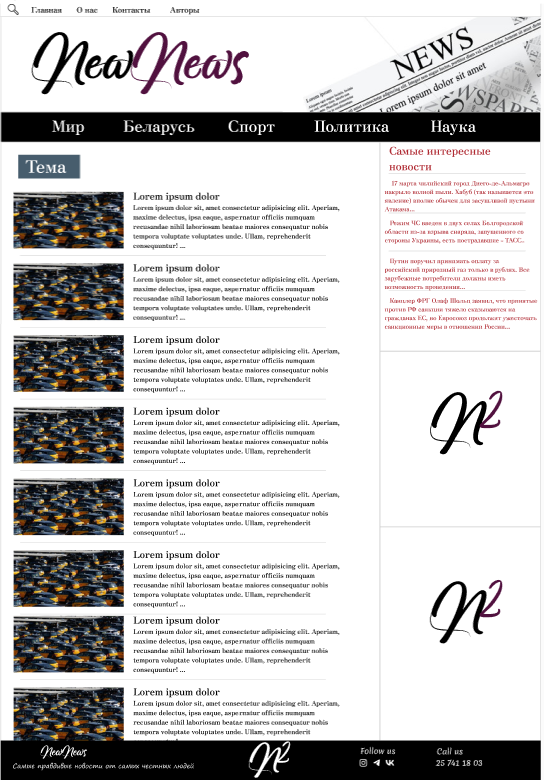 Главная О нас Контакты Авторы
NewNews
NEWS
Lorem ipsum dolor sit amet
Мир Беларусь Спорт Политика Наука
Тема
Lorem ipsum dolor
Lorem ipsum dolor sit, amet consectetur adipisicing elit. Aperiam,
maxime delectus, ipsa eaque, aspernatur officiis numquam
recusandae nihil laboriosam beatae maiores consequatur nobis
tempora voluptate voluptates unde. Ullam, reprehenderit
consequuntur! ...
Lorem ipsum dolor
Lorem ipsum dolor sit, amet consectetur adipisicing elit. Aperiam,
maxime delectus, ipsa eaque, aspernatur officiis numquam
recusandae nihil laboriosam beatae maiores consequatur nobis
tempora voluptate voluptates unde. Ullam, reprehenderit
consequuntur! ...
Lorem ipsum dolor
Lorem ipsum dolor sit, amet consectetur adipisicing elit. Aperiam,
maxime delectus, ipsa eaque, aspernatur officiis numquam
recusandae nihil laboriosam beatae maiores consequatur nobis
tempora voluptate voluptates unde. Ullam, reprehenderit
consequuntur! ...
Lorem ipsum dolor
Lorem ipsum dolor sit, amet consectetur adipisicing elit. Aperiam,
maxime delectus, ipsa eaque, aspernatur officiis numquam
recusandae nihil laboriosam beatae maiores consequatur nobis
tempora voluptate voluptates unde. Ullam, reprehenderit
consequuntur! ...
Lorem ipsum dolor
Lorem ipsum dolor sit, amet consectetur adipisicing elit. Aperiam,
maxime delectus, ipsa eaque, aspernatur officiis numquam
recusandae nihil laboriosam beatae maiores consequatur nobis
tempora voluptate voluptates unde. Ullam, reprehenderit
consequuntur! ...
Lorem ipsum dolor
Lorem ipsum dolor sit, amet consectetur adipisicing elit. Aperiam,
maxime delectus, ipsa eaque, aspernatur officiis numquam
recusandae nihil laboriosam beatae maiores consequatur nobis
tempora voluptate voluptates unde. Ullam, reprehenderit
consequuntur! ...
Lorem ipsum dolor
Lorem ipsum dolor sit, amet consectetur adipisicing elit. Aperiam,
maxime delectus, ipsa eaque, aspernatur officiis numquam
recusandae nihil laboriosam beatae maiores consequatur nobis
tempora voluptate voluptates unde. Ullam, reprehenderit
consequuntur! ...
Lorem ipsum dolor
Lorem ipsum dolor sit, amet consectetur adipisicing elit. Aperiam,
maxime delectus, ipsa eaque, aspernatur officiis numquam
recusandae nihil laboriosam beatae maiores consequatur nobis
tempora voluptate voluptates unde. Ullam, reprehenderit
Самые интересные
новости
17 марта чилийский город Диего-де-Альмагро
накрыло волной пыли. Хабуб (так называется это
явление) вполне обычен для засушливой пустыни
Атакама...
Режим ЧС введен в двух селах Белгородской
области из-за взрыва снаряда, запущенного со
стороны Украины, есть пострадавшие - ТАСС..
Путин поручил принимать оплату за
российский природный газ только в рублях. Все
зарубежные потребители должны иметь
возможность проведения...
Канцлер ФРГ Олаф Шольц заявил, что принятые
против РФ санкции тяжело сказываются на
гражданах ЕС, но Евросоюз продолжит ужесточать
санкционные меры в отношении России...
N2
N2
NewNews
Самые правдивые новости от самых честных людей
N2
Follow us
Call us
25 741 18 03